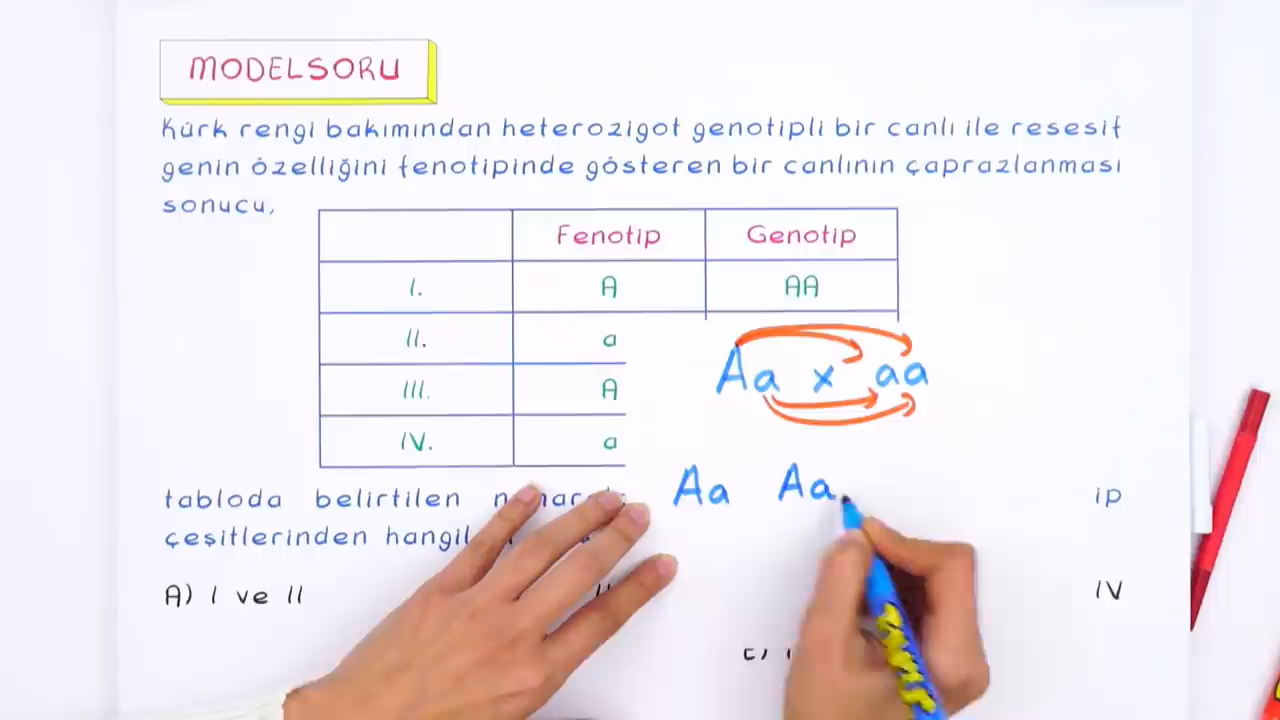 MODELSORU
Kürk rengi bakımından heterozigot genotipli bir canlı ile resesif
genin özelliğini fenotipinde gösteren bir canlının çaprazlanması
sonucu,
Fenotip Genotip
I. A AA
II. a
III. A
IV. a
Aa x aa
Aa Aa
tabloda belirtilen ip
çeşitlerinden
A) I ve II IV